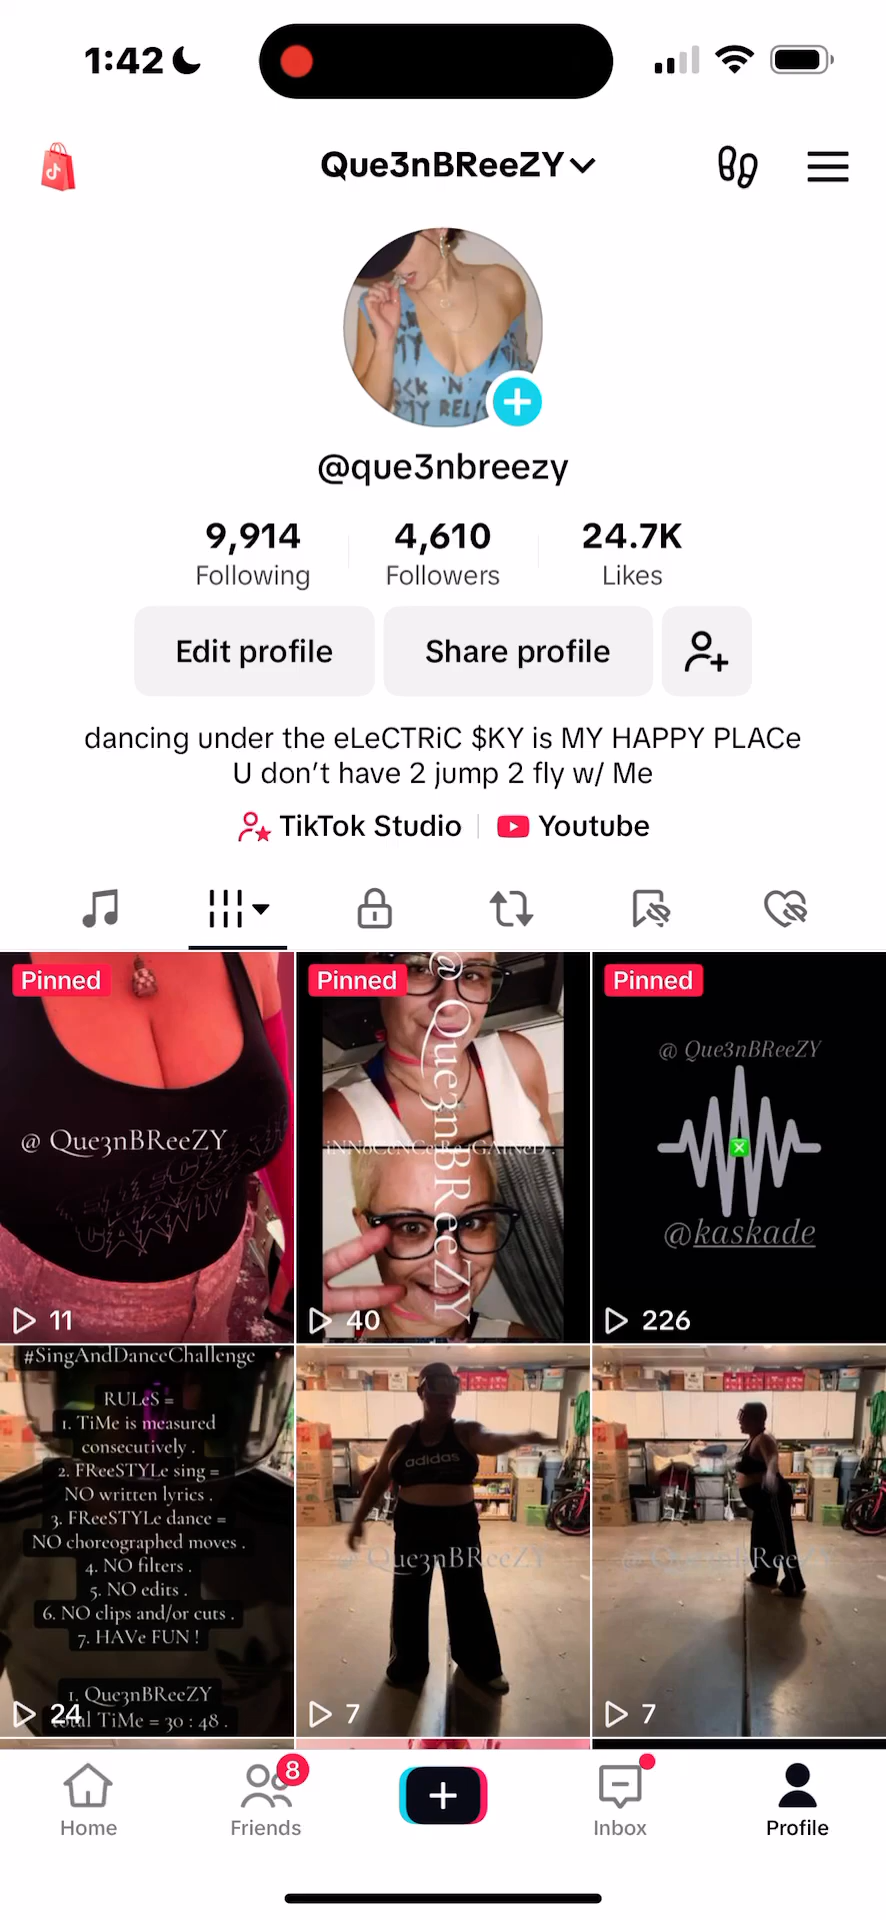 1:42
Que3nBReeZY
@que3nbreezy
9,914 4,610 24.7K
Following Followers Likes
Edit profile Share profile
dancing under the eLeCTRiC $KY is MY HAPPY PLACe
U don't have 2 jump 2 fly w/ Me
TikTok Studio Youtube
Pinned
@ Que3nBReeZY
ELECTRIC
11
Pinned
@ Que3nBReeZY
40
Pinned
@ Que3nBReeZY
@kaskade
226
#SingAndDanceChallenge
RULeS =
1. TiMe is measured
consecutively .
2. FReeSTYLe sing =
NO written lyrics .
3. FReeSTYLe dance =
NO choreographed moves .
4. NO filters .
5. NO edits .
6. NO clips and/or cuts .
7. HAVe FUN !
1. Que3nBReeZY
total TiMe = 30 : 48 .
24
adidas
@ Que3nBReeZY
7
@ Que3nBReeZY
7
Home Friends 8 Inbox Profile